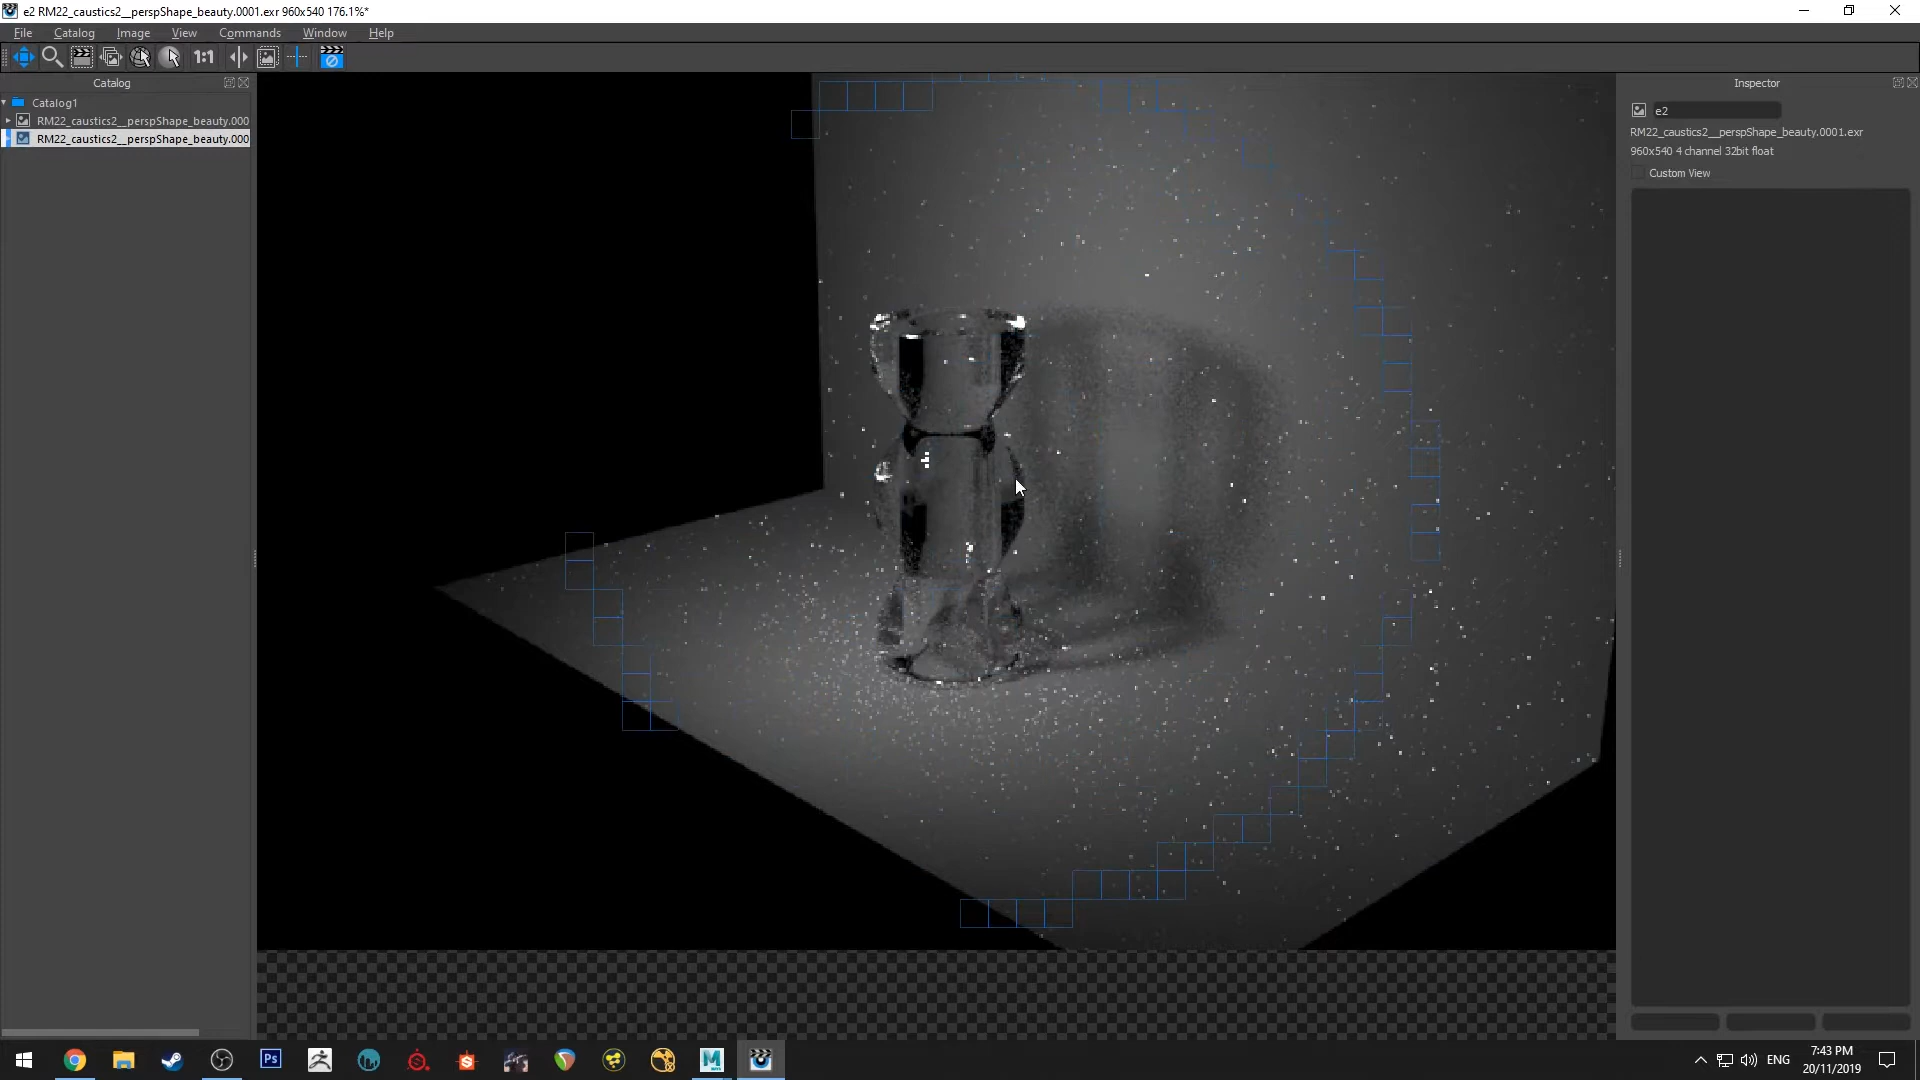 e2 RM22_caustics2__perspShape_beauty.0001.exr 960x540 176.1%*
File Catalog Image View Commands Window Help
1:1
Catalog
Inspector
Catalog1
RM22_caustics2__perspShape_beauty.000
RM22_caustics2__perspShape_beauty.000
e2
RM22_caustics2__perspShape_beauty.0001.exr
960x540 4 channel 32bit float
Custom View
Ps
M
ENG
7:43 PM
20/11/2019